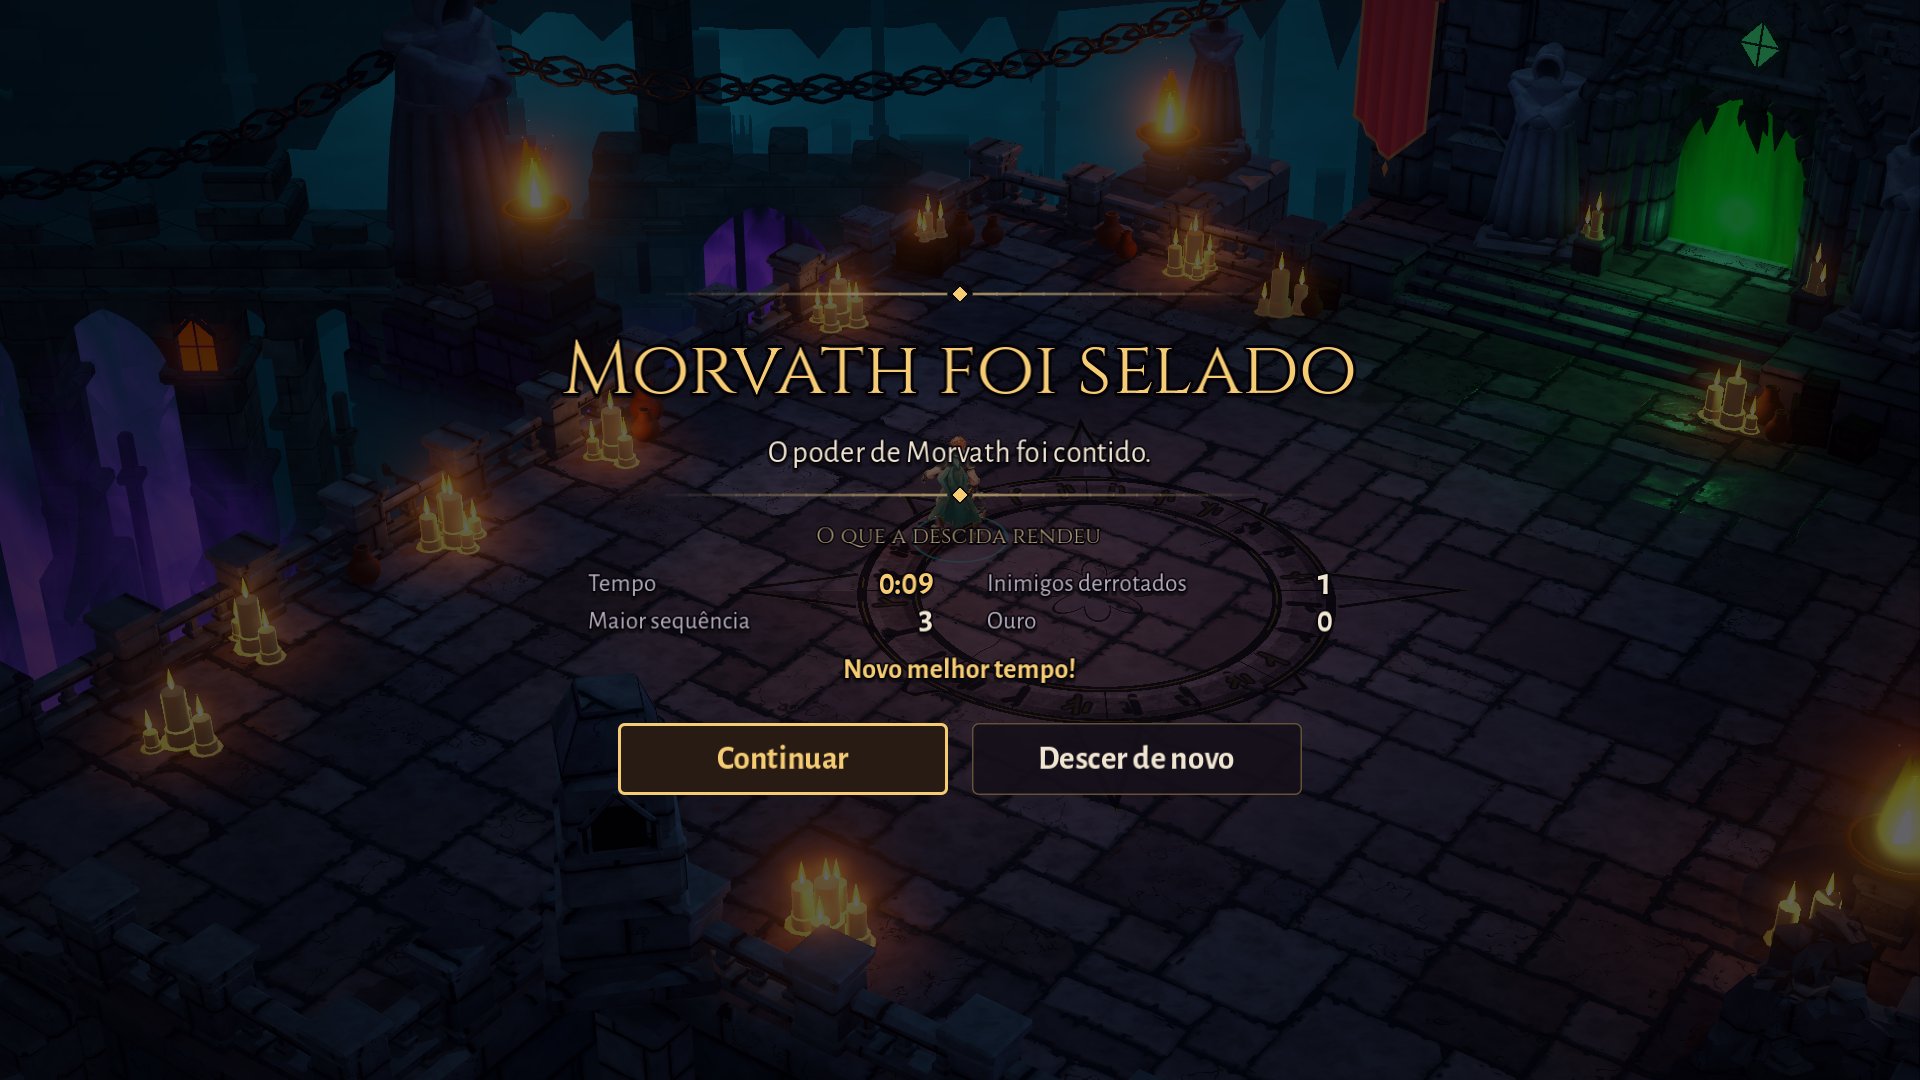 Morvath foi selado
O poder de Morvath foi contido.
O que a descida rendeu
Tempo 0:09 Inimigos derrotados 1
Maior sequência 3 Ouro 0
Novo melhor tempo!
Continuar Descer de novo